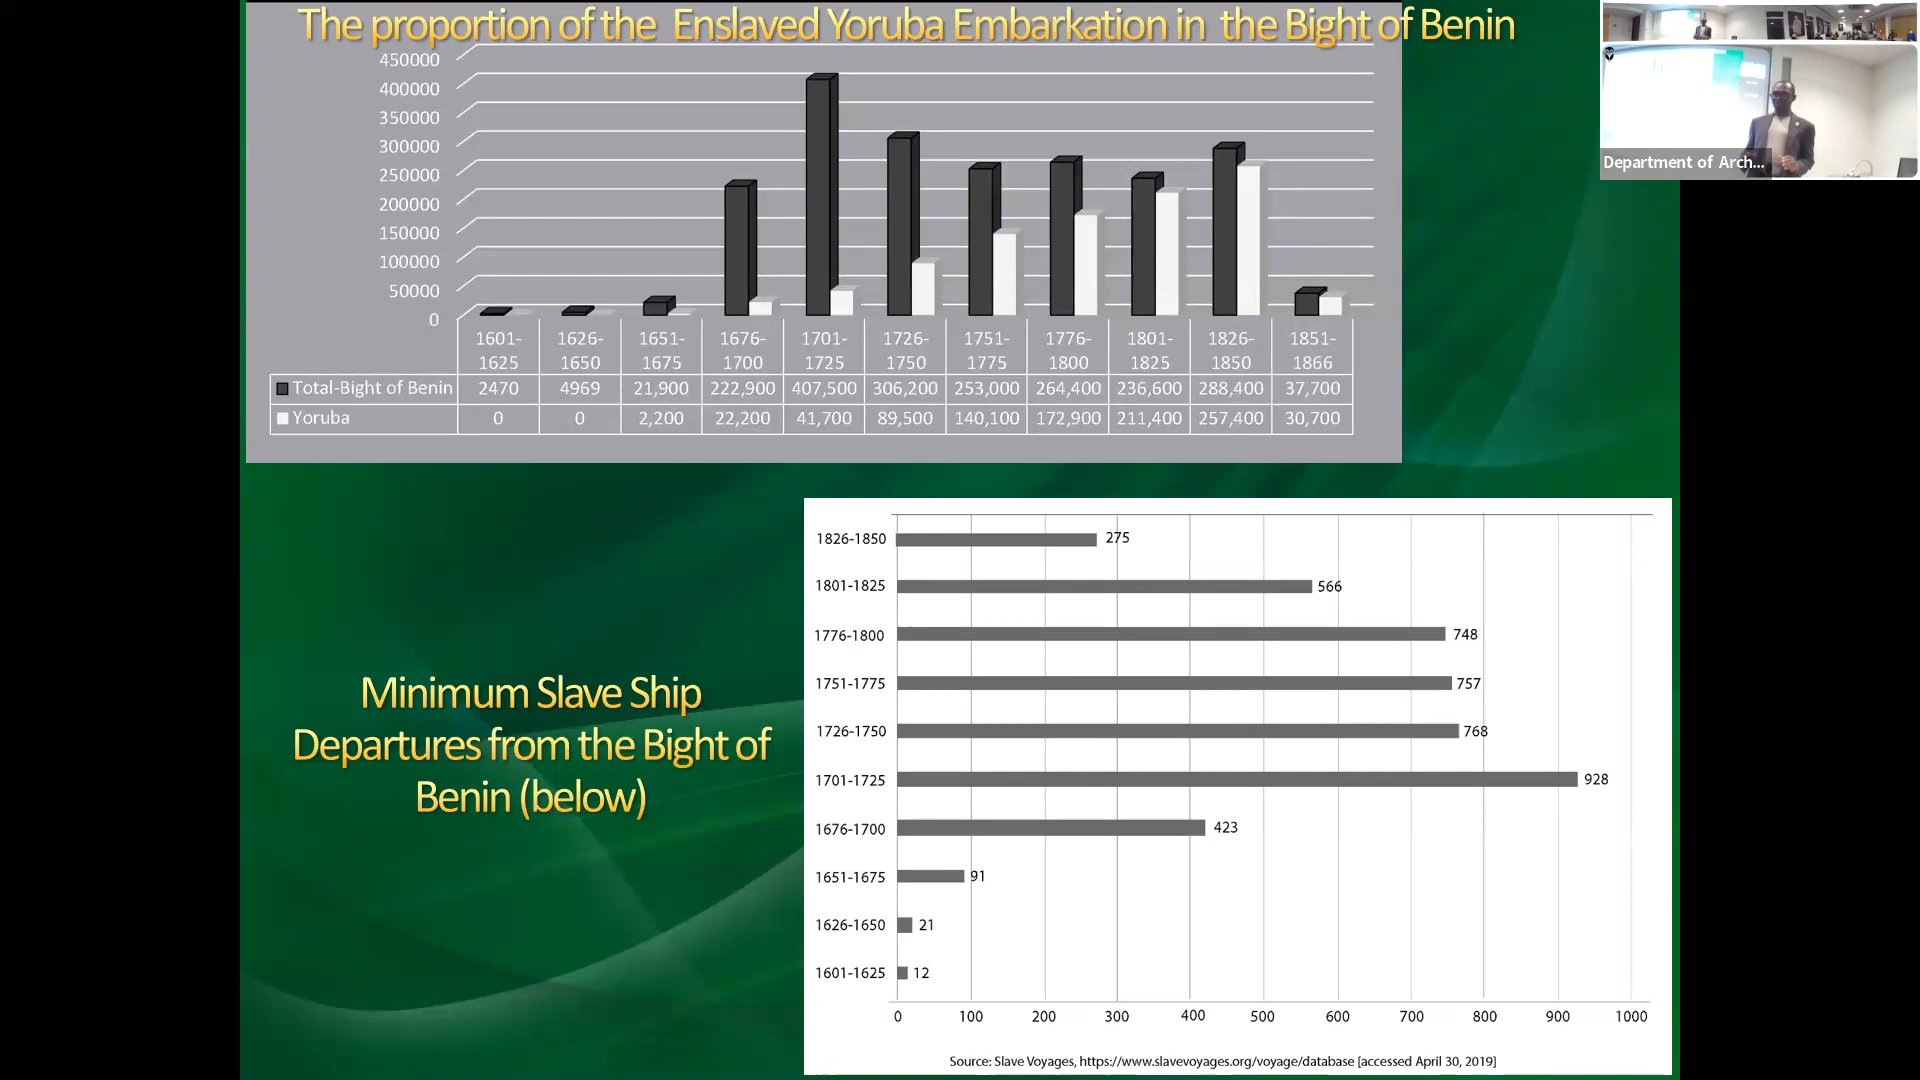 The proportion of the Enslaved Yoruba Embarkation in the Bight of Benin
450000
400000
350000
300000
250000
200000
150000
100000
50000
0
1601-1625 1626-1650 1651-1675 1676-1700 1701-1725 1726-1750 1751-1775 1776-1800 1801-1825 1826-1850 1851-1866
Total-Bight of Benin 2470 4969 21,900 222,900 407,500 306,200 253,000 264,400 236,600 288,400 37,700
Yoruba 0 0 2,200 22,200 41,700 89,500 140,100 172,900 211,400 257,400 30,700
Department of Arch...
Minimum Slave Ship
Departures from the Bight of
Benin (below)
1826-1850 275
1801-1825 566
1776-1800 748
1751-1775 757
1726-1750 768
1701-1725 928
1676-1700 423
1651-1675 91
1626-1650 21
1601-1625 12
0 100 200 300 400 500 600 700 800 900 1000
Source: Slave Voyages, https://www.slavevoyages.org/voyage/database [accessed April 30, 2019]